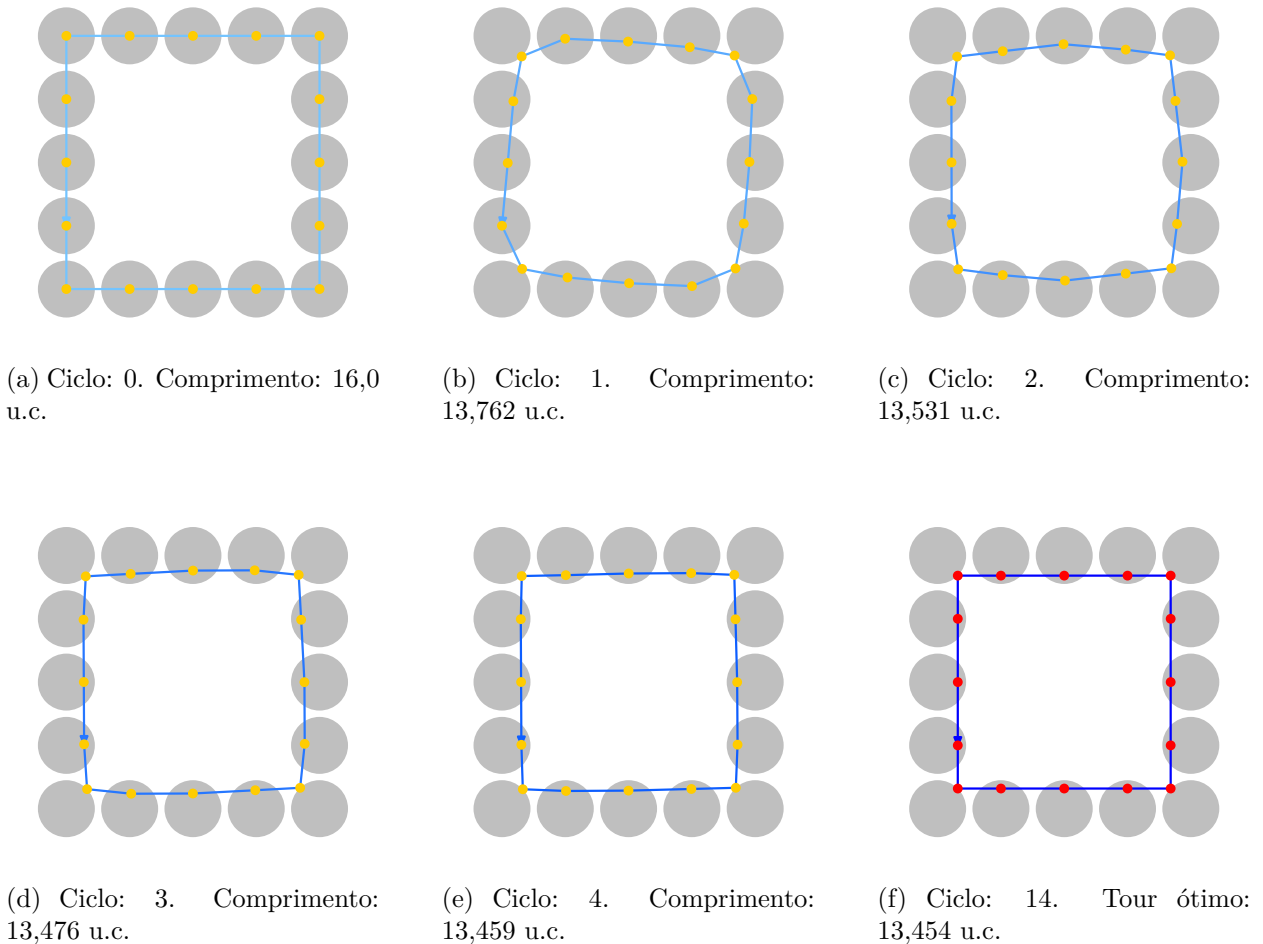 (a) Ciclo: 0. Comprimento: 16,0
u.c.
(b) Ciclo: 1. Comprimento:
13,762 u.c.
(c) Ciclo: 2. Comprimento:
13,531 u.c.
(d) Ciclo: 3. Comprimento:
13,476 u.c.
(e) Ciclo: 4. Comprimento:
13,459 u.c.
(f) Ciclo: 14. Tour ótimo:
13,454 u.c.